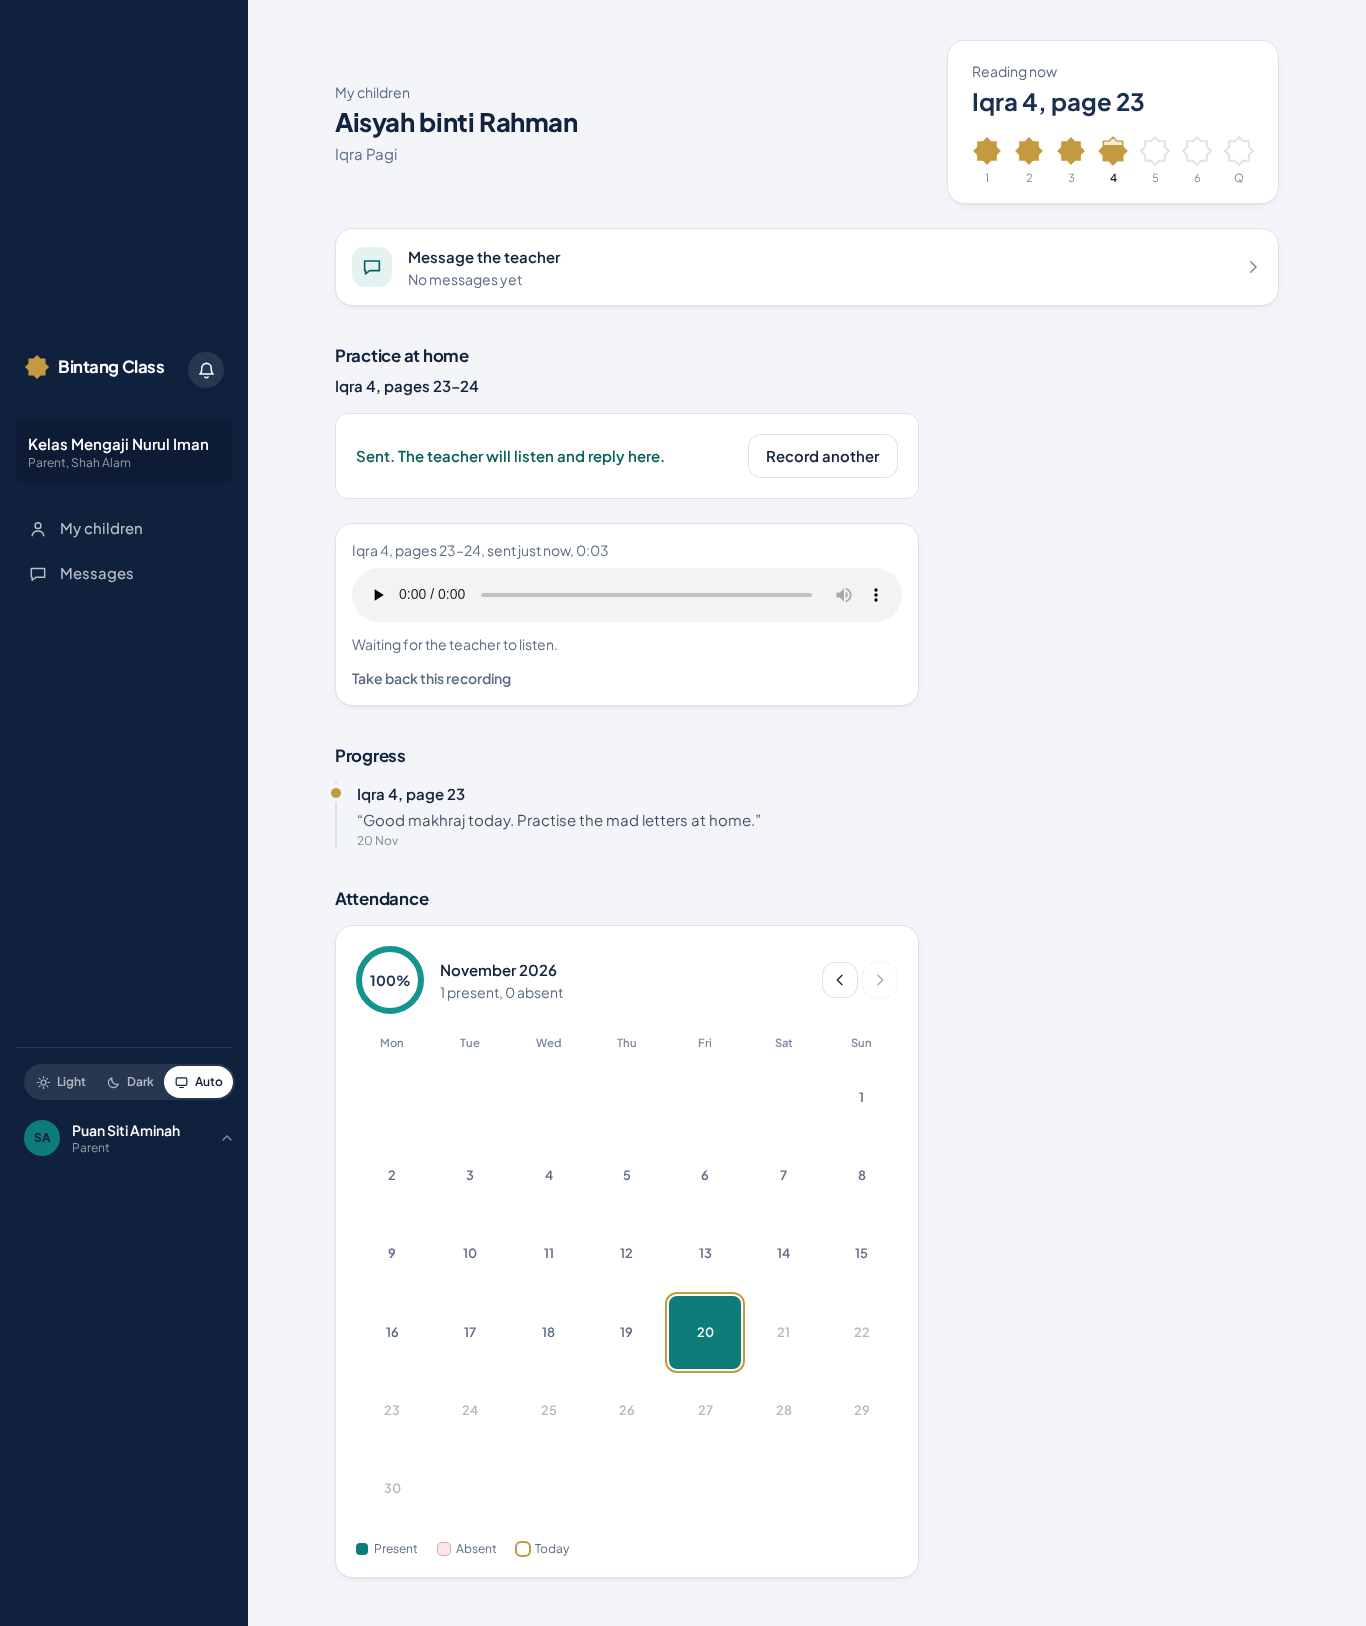 Bintang Class
Kelas Mengaji Nurul Iman
Parent, Shah Alam
My children
Messages
Light
Dark
Auto
SA
Puan Siti Aminah
Parent
My children
Aisyah binti Rahman
Iqra Pagi
Reading now
Iqra 4, page 23
1 2 3 4 5 6 Q
Message the teacher
No messages yet
Practice at home
Iqra 4, pages 23–24
Sent. The teacher will listen and reply here.
Record another
Iqra 4, pages 23–24, sent just now, 0:03
0:00 / 0:00
Waiting for the teacher to listen.
Take back this recording
Progress
Iqra 4, page 23
“Good makhraj today. Practise the mad letters at home.”
20 Nov
Attendance
100%
November 2026
1 present, 0 absent
Mon Tue Wed Thu Fri Sat Sun
1
2 3 4 5 6 7 8
9 10 11 12 13 14 15
16 17 18 19 20 21 22
23 24 25 26 27 28 29
30
Present
Absent
Today